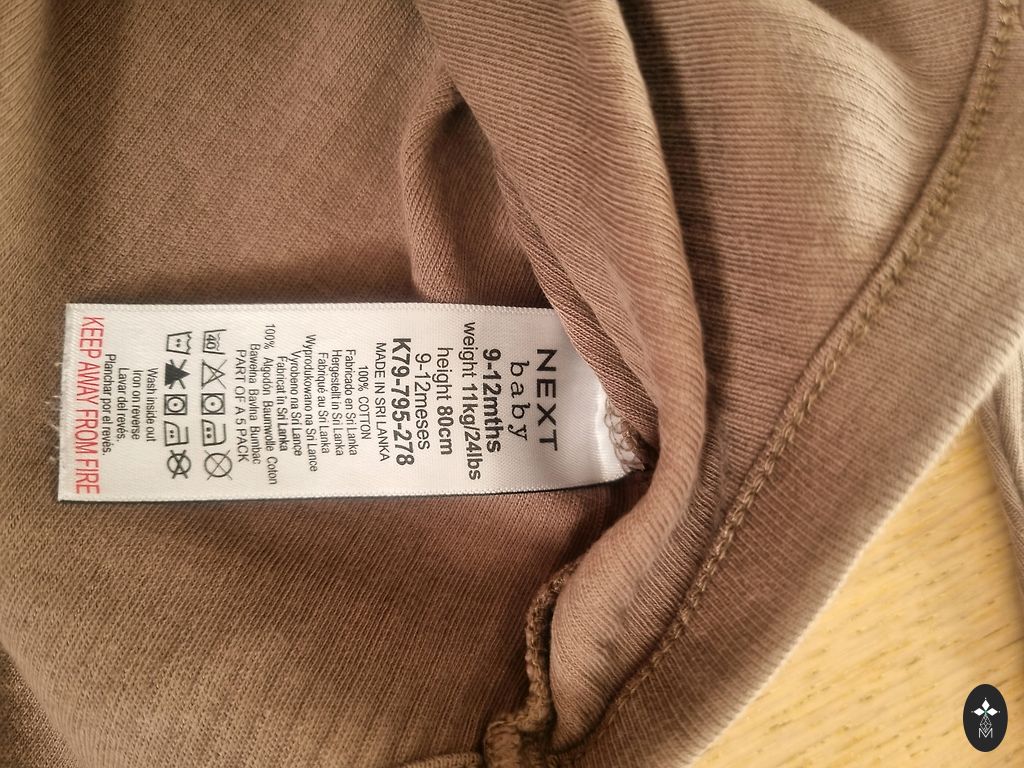 NEXT
baby
9-12mths
weight 11kg/24lbs
height 80cm
9-12meses
K79-795-278
MADE IN SRI LANKA
100% COTTON
Fabricado en Sri Lanka
Hergestellt in Sri Lanka
Fabriqué au Sri Lanka
Wyprodukowano na Sri Lance
Vyrobeno na Srí Lance
Fabricat în Sri Lanka
100% Algodón Baumwolle Coton
Bawełna Bavlna Bumbac
PART OF A 5 PACK
40
Wash inside out
Iron on reverse
Lavar del revés.
Planchar por el revés.
KEEP AWAY FROM FIRE
M